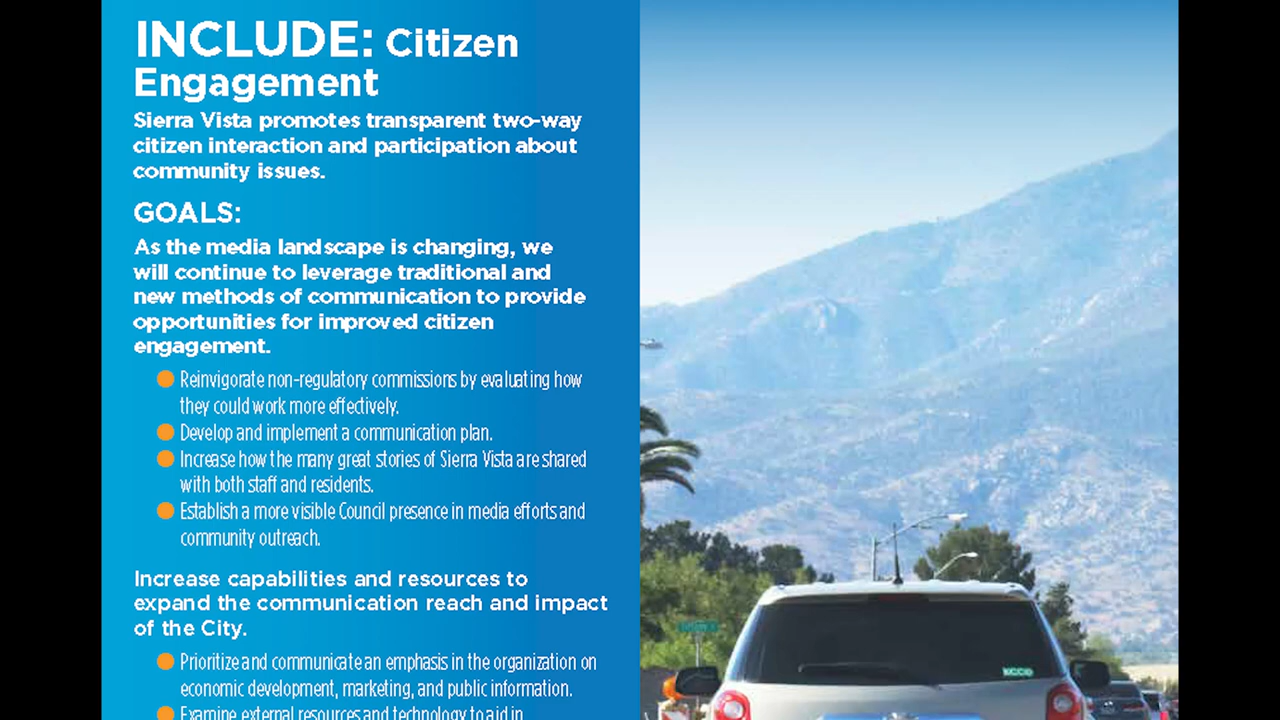 INCLUDE: Citizen
Engagement
Sierra Vista promotes transparent two-way
citizen interaction and participation about
community issues.
GOALS:
As the media landscape is changing, we
will continue to leverage traditional and
new methods of communication to provide
opportunities for improved citizen
engagement.
Reinvigorate non-regulatory commissions by evaluating how
they could work more effectively.
Develop and implement a communication plan.
Increase how the many great stories of Sierra Vista are shared
with both staff and residents.
Establish a more visible Council presence in media efforts and
community outreach.
Increase capabilities and resources to
expand the communication reach and impact
of the City.
Prioritize and communicate an emphasis in the organization on
economic development, marketing, and public information.
Examine external resources and technology to aid in
KCCO